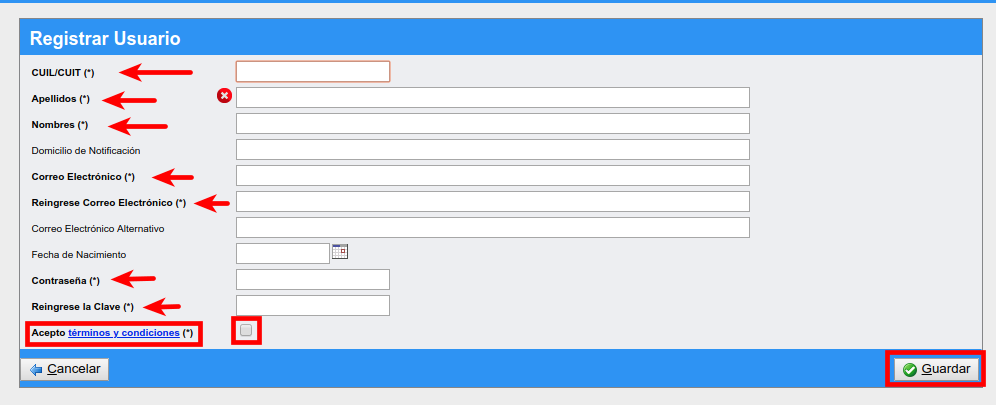 Registrar Usuario
CUIL/CUIT (*)
Apellidos (*)
Nombres (*)
Domicilio de Notificación
Correo Electrónico (*)
Reingrese Correo Electrónico (*)
Correo Electrónico Alternativo
Fecha de Nacimiento
Contraseña (*)
Reingrese la Clave (*)
Acepto términos y condiciones (*)
Cancelar Guardar